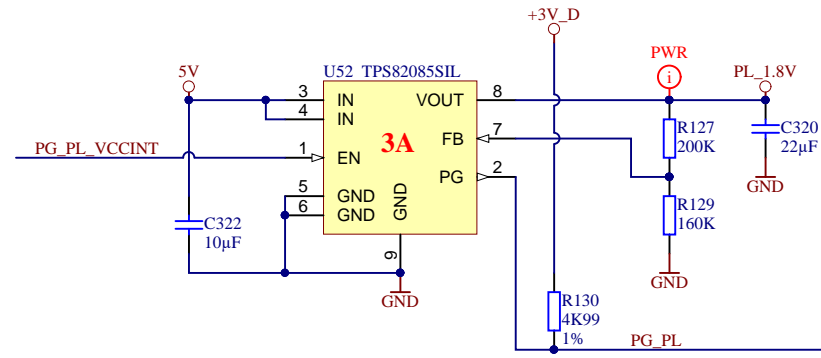 +3V_D
PWR
i
5V
U52 TPS82085SIL
PL_1.8V
3
IN
VOUT
8
4
IN
R127
200K
C320
22µF
3A
FB
7
PG_PL_VCCINT
1
EN
PG
2
GND
5
GND
6
GND
GND
R129
160K
C322
10µF
9
GND
GND
R130
4K99
1%
PG_PL